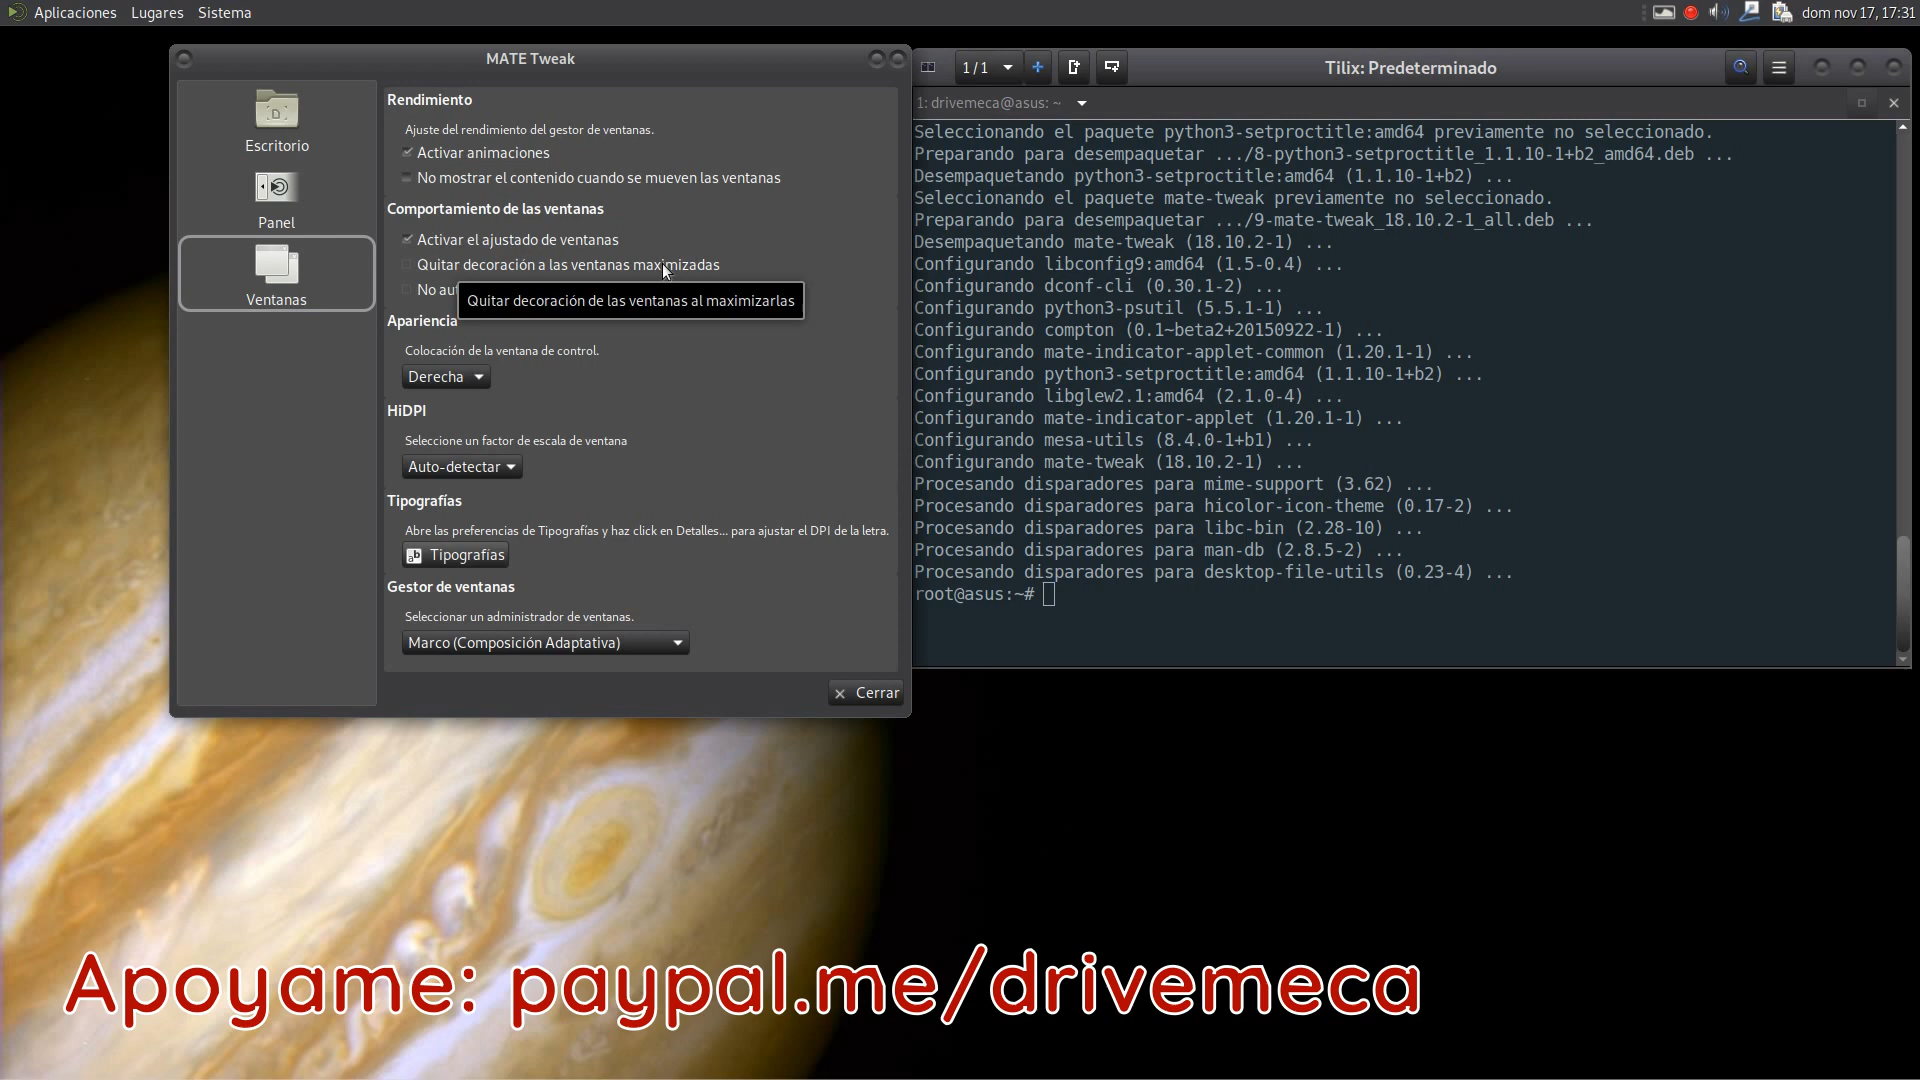 Aplicaciones Lugares Sistema
dom nov 17, 17:31
MATE Tweak
Escritorio
Panel
Ventanas
Rendimiento
Ajuste del rendimiento del gestor de ventanas.
Activar animaciones
No mostrar el contenido cuando se mueven las ventanas
Comportamiento de las ventanas
Activar el ajustado de ventanas
Quitar decoración a las ventanas maximizadas
No au
Quitar decoración de las ventanas al maximizarlas
Apariencia
Colocación de la ventana de control.
Derecha
HiDPI
Seleccione un factor de escala de ventana
Auto-detectar
Tipografías
Abre las preferencias de Tipografías y haz click en Detalles... para ajustar el DPI de la letra.
Tipografías
Gestor de ventanas
Seleccionar un administrador de ventanas.
Marco (Composición Adaptativa)
Cerrar
1 / 1
Tilix: Predeterminado
1: drivemeca@asus: ~
Seleccionando el paquete python3-setproctitle:amd64 previamente no seleccionado.
Preparando para desempaquetar .../8-python3-setproctitle_1.1.10-1+b2_amd64.deb ...
Desempaquetando python3-setproctitle:amd64 (1.1.10-1+b2) ...
Seleccionando el paquete mate-tweak previamente no seleccionado.
Preparando para desempaquetar .../9-mate-tweak_18.10.2-1_all.deb ...
Desempaquetando mate-tweak (18.10.2-1) ...
Configurando libconfig9:amd64 (1.5-0.4) ...
Configurando dconf-cli (0.30.1-2) ...
Configurando python3-psutil (5.5.1-1) ...
Configurando compton (0.1~beta2+20150922-1) ...
Configurando mate-indicator-applet-common (1.20.1-1) ...
Configurando python3-setproctitle:amd64 (1.1.10-1+b2) ...
Configurando libglew2.1:amd64 (2.1.0-4) ...
Configurando mate-indicator-applet (1.20.1-1) ...
Configurando mesa-utils (8.4.0-1+b1) ...
Configurando mate-tweak (18.10.2-1) ...
Procesando disparadores para mime-support (3.62) ...
Procesando disparadores para hicolor-icon-theme (0.17-2) ...
Procesando disparadores para libc-bin (2.28-10) ...
Procesando disparadores para man-db (2.8.5-2) ...
Procesando disparadores para desktop-file-utils (0.23-4) ...
root@asus:~#
Apoyame: paypal.me/drivemeca